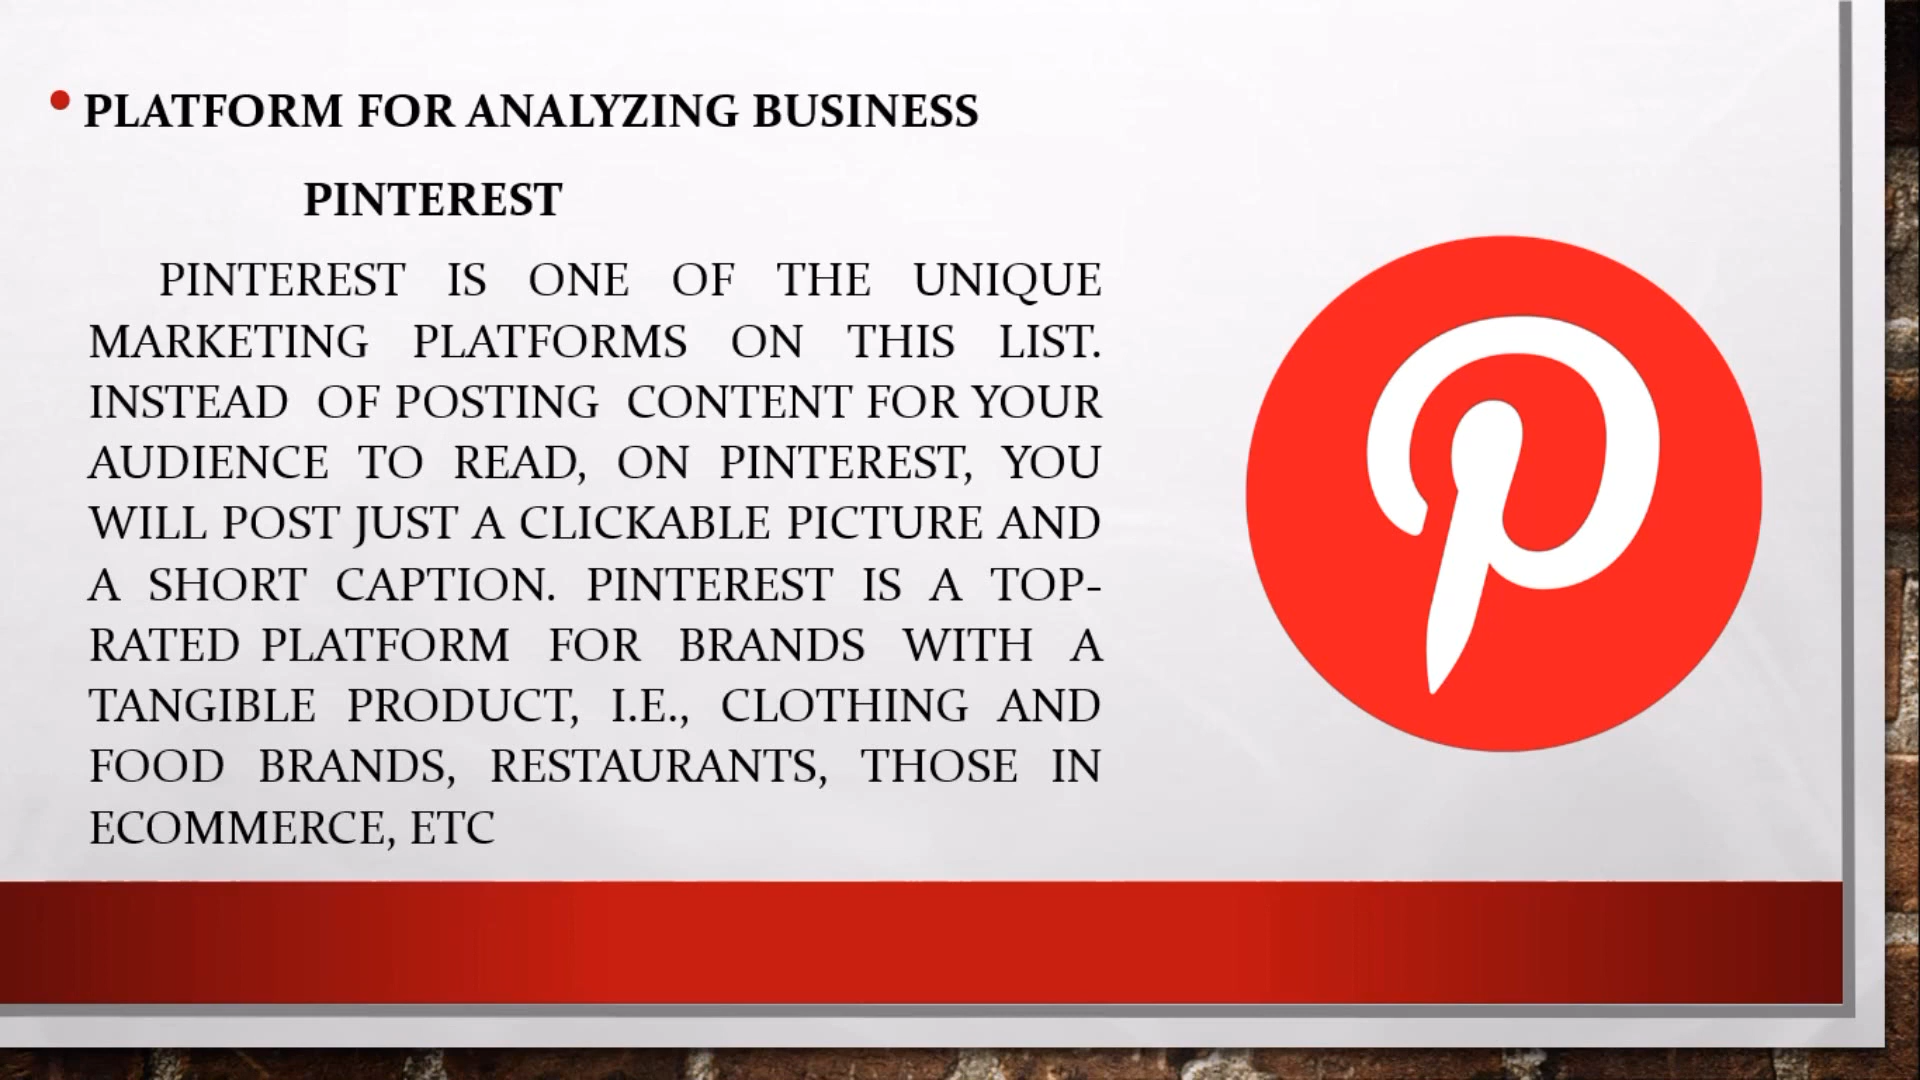 PLATFORM FOR ANALYZING BUSINESS
PINTEREST
PINTEREST IS ONE OF THE UNIQUE
MARKETING PLATFORMS ON THIS LIST.
INSTEAD OF POSTING CONTENT FOR YOUR
AUDIENCE TO READ, ON PINTEREST, YOU
WILL POST JUST A CLICKABLE PICTURE AND
A SHORT CAPTION. PINTEREST IS A TOP-
RATED PLATFORM FOR BRANDS WITH A
TANGIBLE PRODUCT, I.E., CLOTHING AND
FOOD BRANDS, RESTAURANTS, THOSE IN
ECOMMERCE, ETC